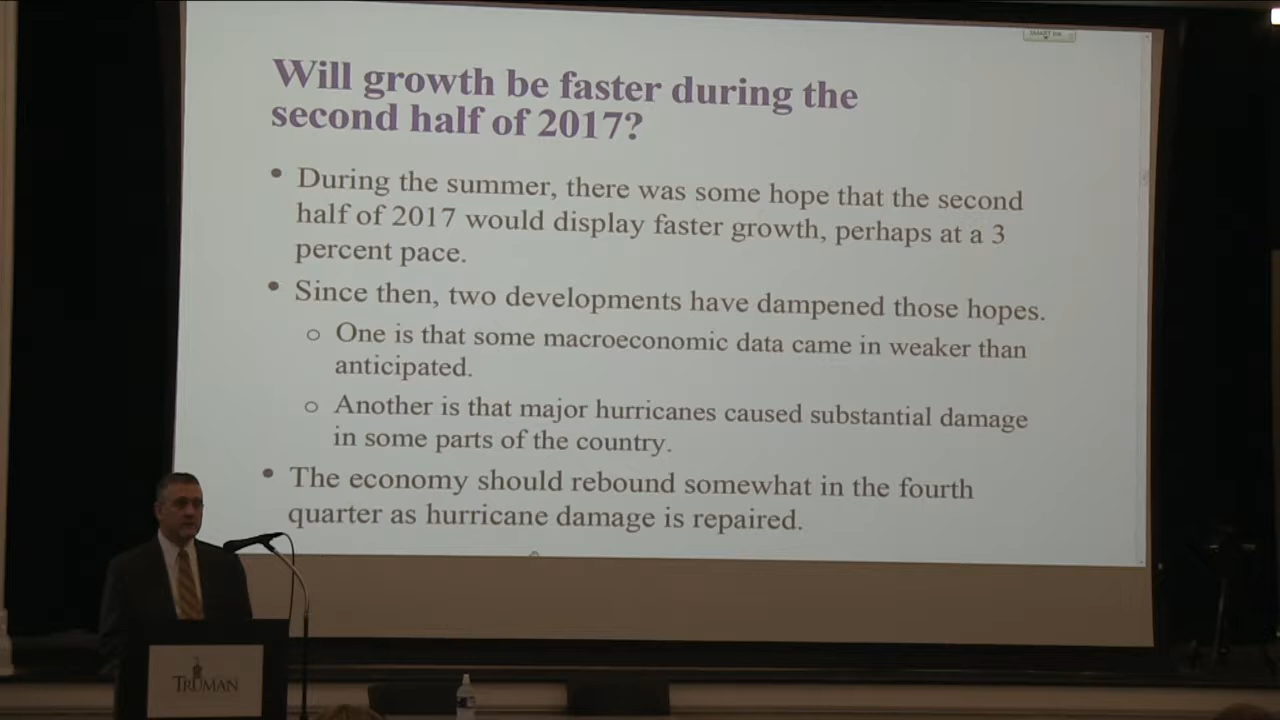 SMART Ink
Will growth be faster during the
second half of 2017?
• During the summer, there was some hope that the second
half of 2017 would display faster growth, perhaps at a 3
percent pace.
• Since then, two developments have dampened those hopes.
o One is that some macroeconomic data came in weaker than
anticipated.
o Another is that major hurricanes caused substantial damage
in some parts of the country.
• The economy should rebound somewhat in the fourth
quarter as hurricane damage is repaired.
TRUMAN